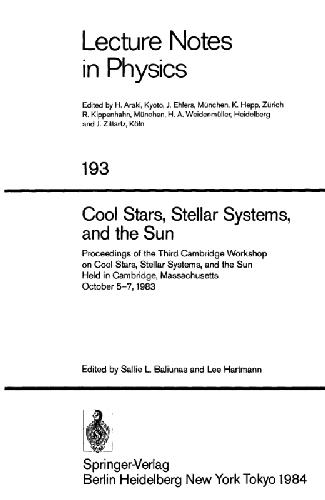 Lecture Notes
in Physics
Edited by H. Araki, Kyoto, J. Ehlers, München, K. Hepp, Zürich
R. Kippenhahn, München, H. A. Weidenmüller, Heidelberg
and J. Zittartz, Köln
193
Cool Stars, Stellar Systems,
and the Sun
Proceedings of the Third Cambridge Workshop
on Cool Stars, Stellar Systems, and the Sun
Held in Cambridge, Massachusetts
October 5–7, 1983
Edited by Sallie L. Baliunas and Lee Hartmann
Springer-Verlag
Berlin Heidelberg New York Tokyo 1984